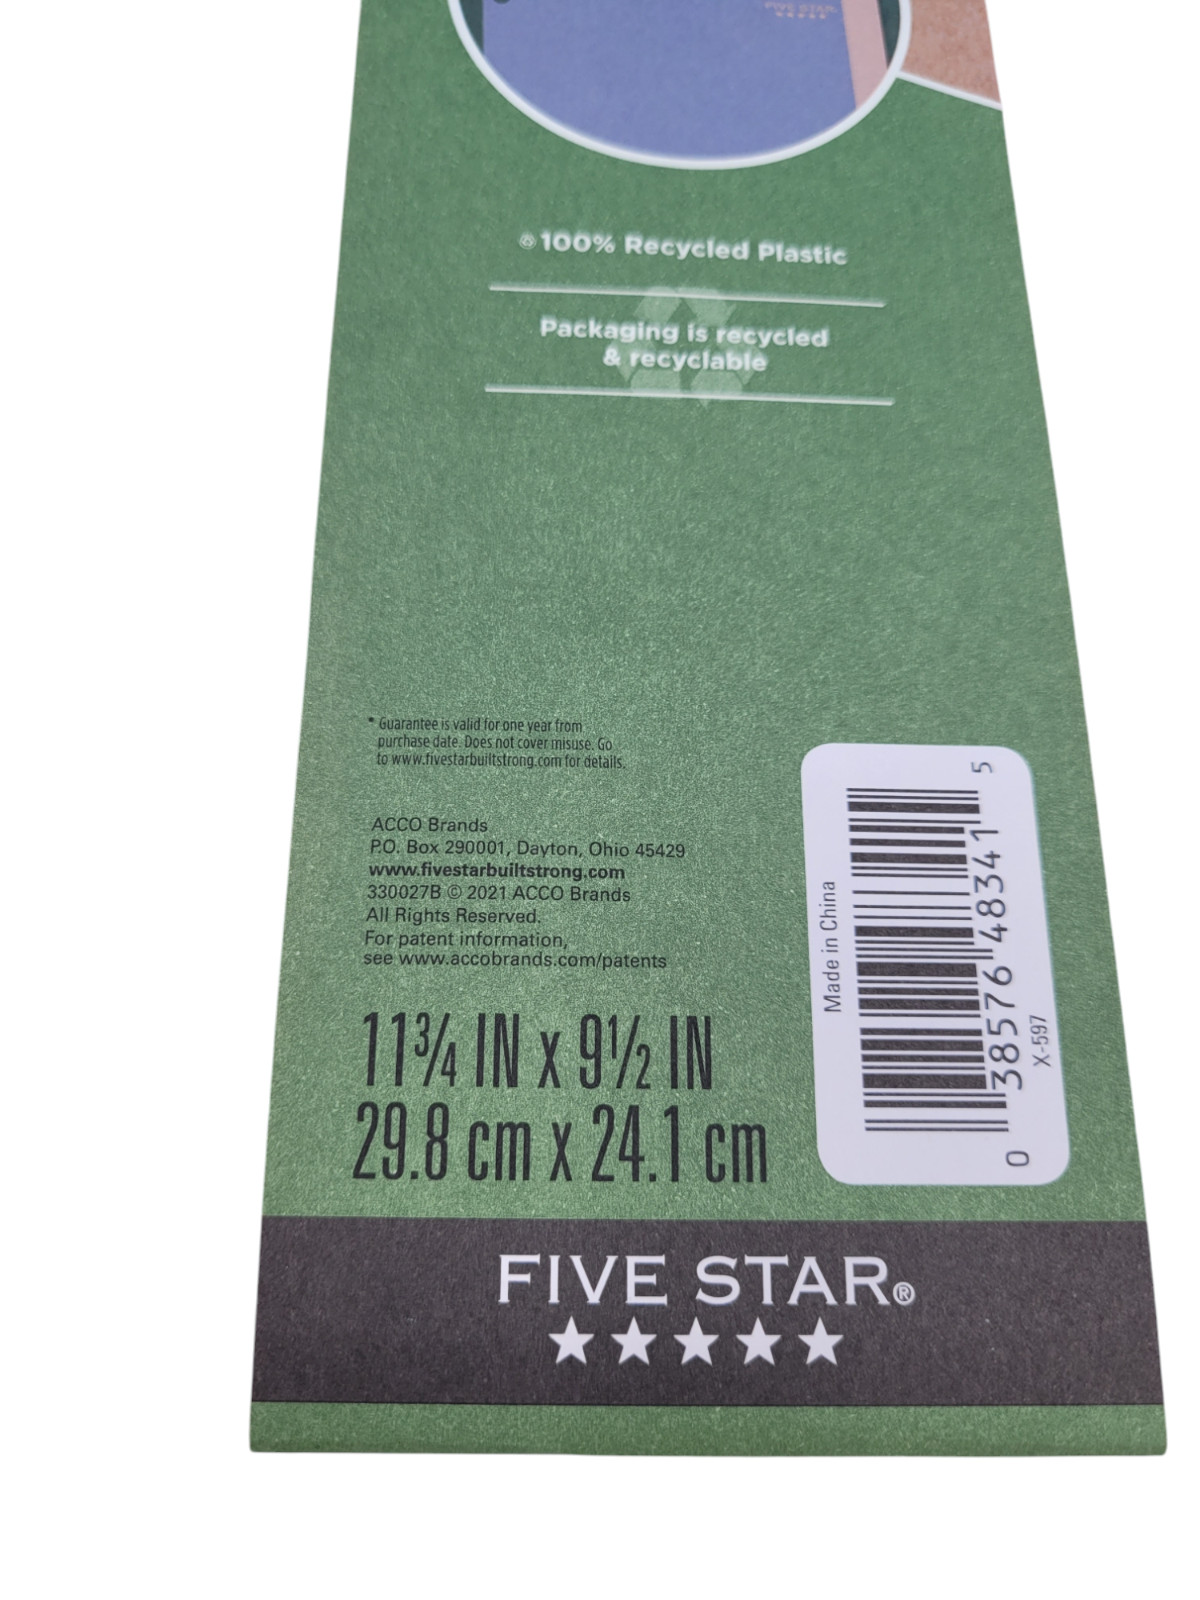 FIVE STAR
100% Recycled Plastic
Packaging is recycled
& recyclable
* Guarantee is valid for one year from
purchase date. Does not cover misuse. Go
to www.fivestarbuiltstrong.com for details.
ACCO Brands
P.O. Box 290001, Dayton, Ohio 45429
www.fivestarbuiltstrong.com
330027B © 2021 ACCO Brands
All Rights Reserved.
For patent information,
see www.accobrands.com/patents
11¾ IN x 9½ IN
29.8 cm x 24.1 cm
Made in China
0 38576 48341 5
X-597
FIVE STAR®